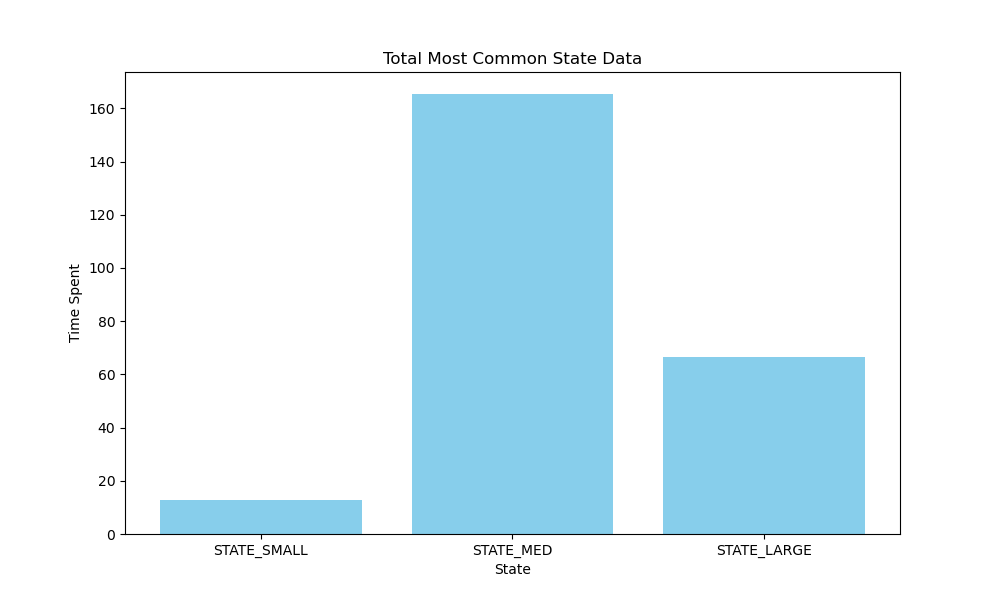 Total Most Common State Data
160
140
120
100
80
60
40
20
0
Time Spent
STATE_SMALL STATE_MED STATE_LARGE
State